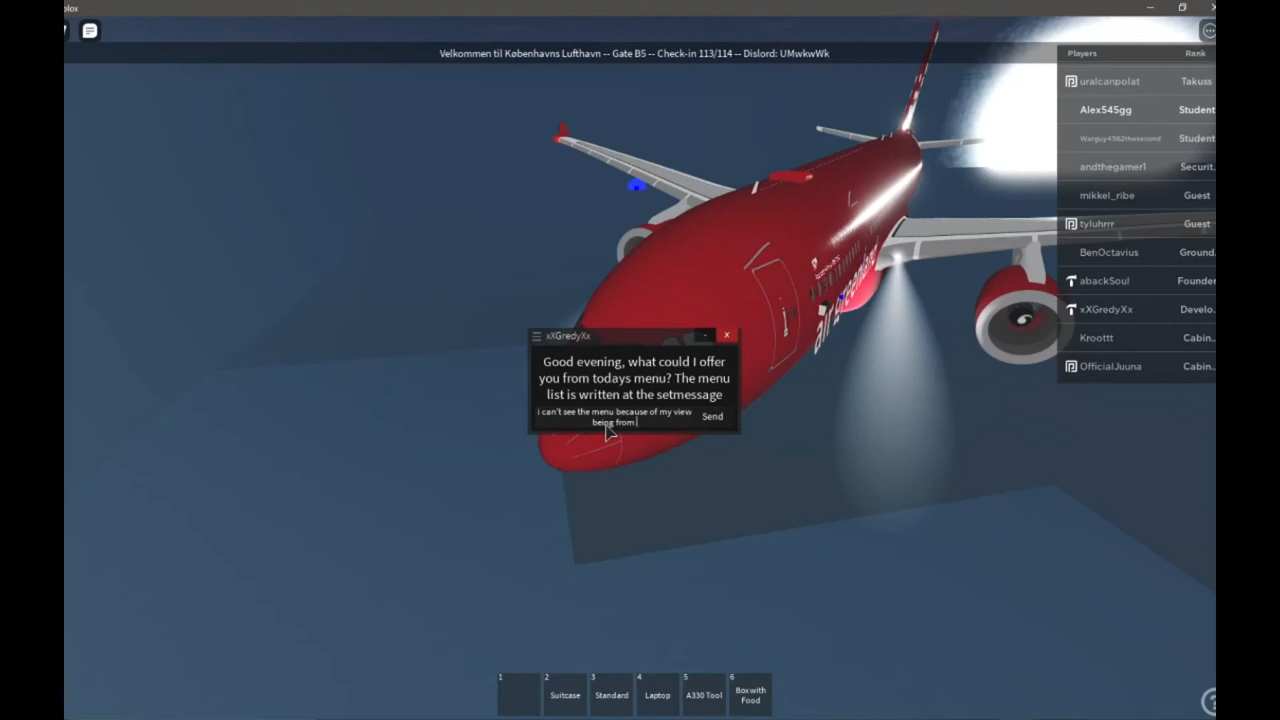 olox
Velkommen til Københavns Lufthavn -- Gate B5 -- Check-in 113/114 -- Dislord: UMwkwWk
Players Rank
uralcanpolat Takuss
Alex545gg Student
Warguy4362thesecond Student
andthegamer1 Securit..
mikkel_ribe Guest
tyluhrrr Guest
BenOctavius Ground..
abackSoul Founder
xXGredyXx Develo..
Kroottt Cabin..
OfficialJuuna Cabin..
air greenland
xXGredyXx
Good evening, what could I offer
you from todays menu? The menu
list is written at the setmessage
i can't see the menu because of my view
being from
Send
1
2 Suitcase
3 Standard
4 Laptop
5 A330 Tool
6 Box with
Food